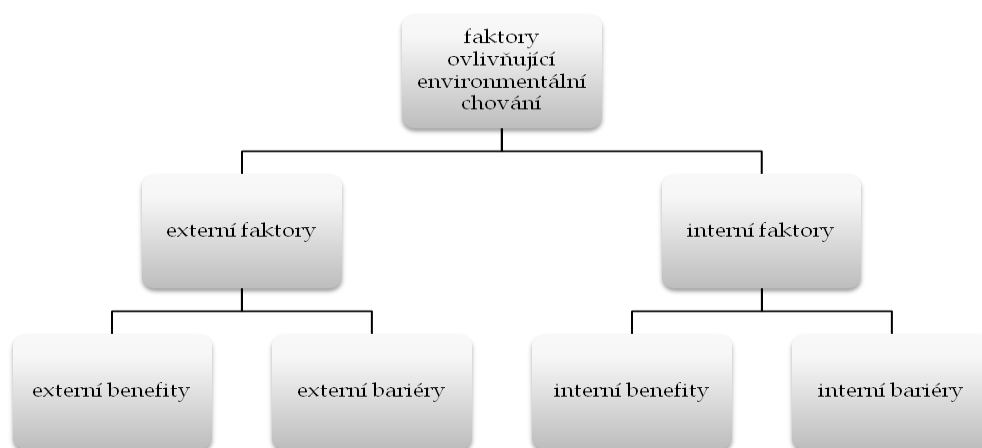 faktory
ovlivňující
environmentální
chování
externí faktory
interní faktory
externí benefity
externí bariéry
interní benefity
interní bariéry